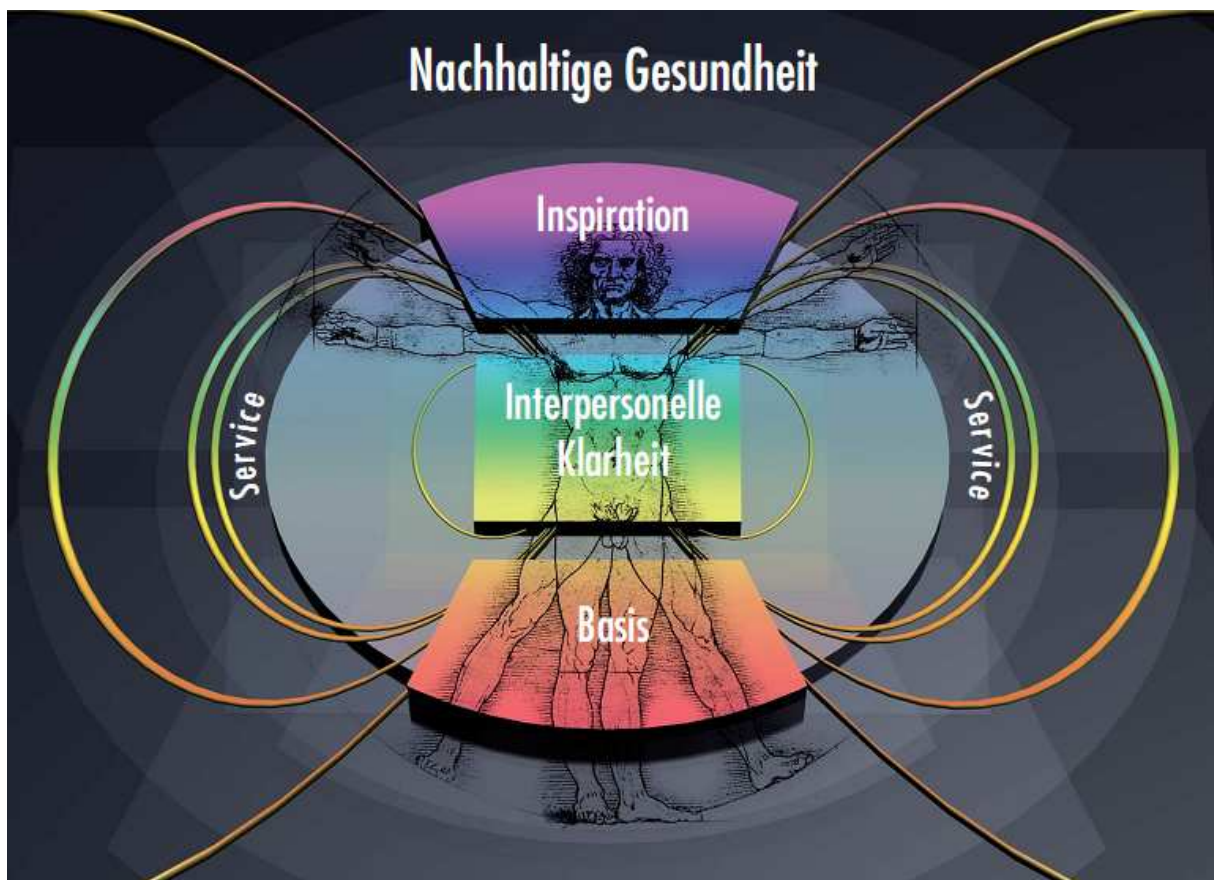 Nachhaltige Gesundheit
Inspiration
Interpersonelle
Klarheit
Service
Service
Basis